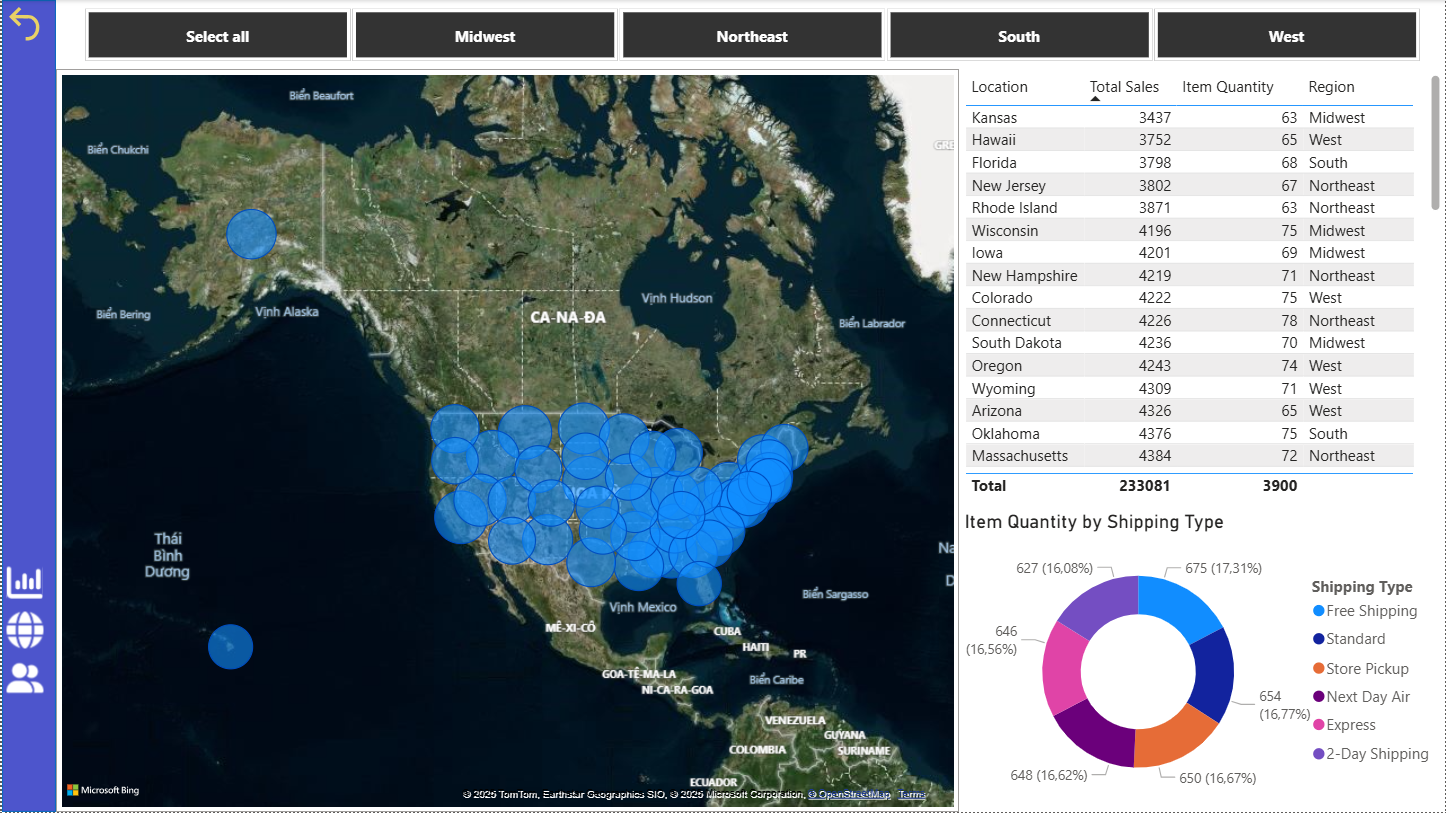 Select all
Midwest
Northeast
South
West
Biển Beaufort
Biển Chukchi
Vịnh Hudson
Vịnh Alaska
CA-NA-ĐA
Biển Bering
Biển Labrador
Thái
Bình
Dương
Vịnh Mexico
Biển Sargasso
MÊ-XI-CÔ
CUBA
HAITI
PR
GOA-TÊ-MA-LA
Biển Caribe
NI-CA-RA-GOA
VENEZUELA
GUYANA
COLOMBIA
SURINAME
ECUADOR
Microsoft Bing
© 2025 TomTom, Earthstar Geographics SIO, © 2025 Microsoft Corporation, © OpenStreetMap Terms
Location Total Sales Item Quantity Region
Kansas 3437 63 Midwest
Hawaii 3752 65 West
Florida 3798 68 South
New Jersey 3802 67 Northeast
Rhode Island 3871 63 Northeast
Wisconsin 4196 75 Midwest
Iowa 4201 69 Midwest
New Hampshire 4219 71 Northeast
Colorado 4222 75 West
Connecticut 4226 78 Northeast
South Dakota 4236 70 Midwest
Oregon 4243 74 West
Wyoming 4309 71 West
Arizona 4326 65 West
Oklahoma 4376 75 South
Massachusetts 4384 72 Northeast
Total 233081 3900
Item Quantity by Shipping Type
627 (16,08%)
675 (17,31%)
646
(16,56%)
654
(16,77%)
648 (16,62%)
650 (16,67%)
Shipping Type
Free Shipping
Standard
Store Pickup
Next Day Air
Express
2-Day Shipping